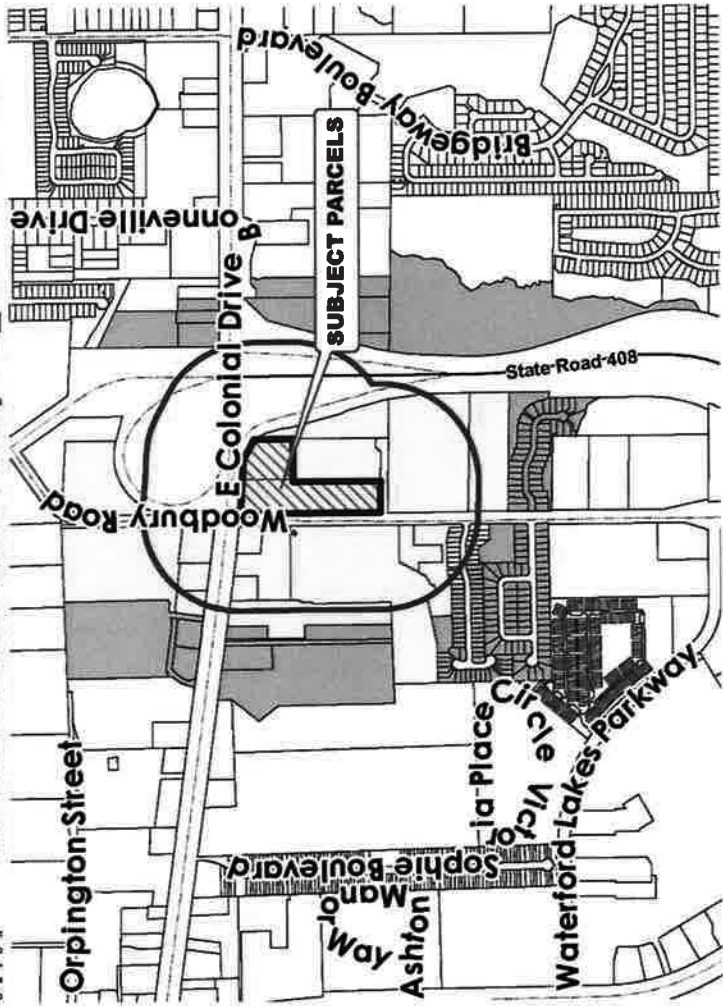 Bridgeway Boulevard
Bonneville Drive
SUBJECT PARCELS
E Colonial Drive
State Road 408
Woodbury Road
Orpington Street
Victoria Place Circle
Sophie Boulevard
Ashton Manor Way
Waterford Lakes Parkway